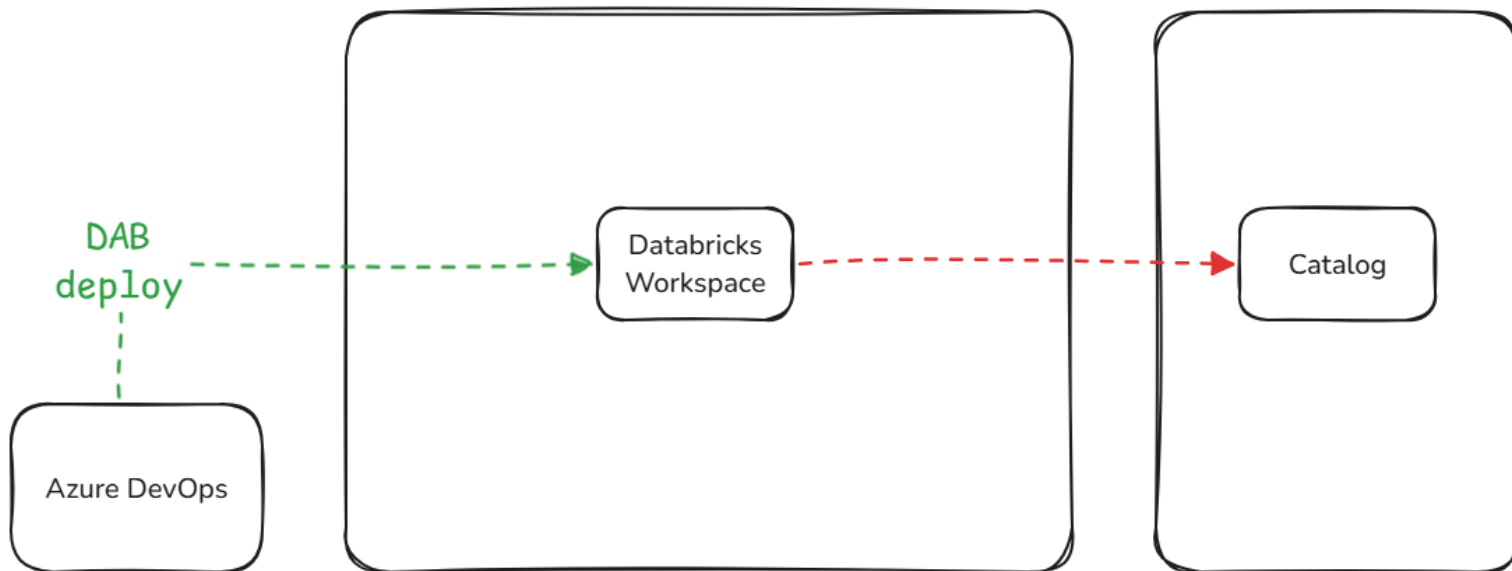 DAB
deploy
Databricks
Workspace
Catalog
Azure DevOps